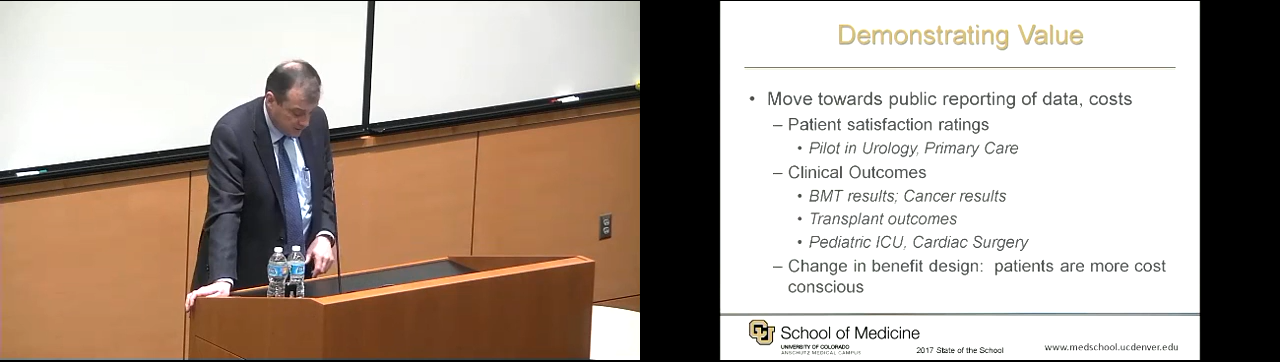 Demonstrating Value
• Move towards public reporting of data, costs
– Patient satisfaction ratings
• Pilot in Urology, Primary Care
– Clinical Outcomes
• BMT results; Cancer results
• Transplant outcomes
• Pediatric ICU, Cardiac Surgery
– Change in benefit design: patients are more cost
conscious
CU School of Medicine
UNIVERSITY OF COLORADO
ANSCHUTZ MEDICAL CAMPUS
2017 State of the School
www.medschool.ucdenver.edu